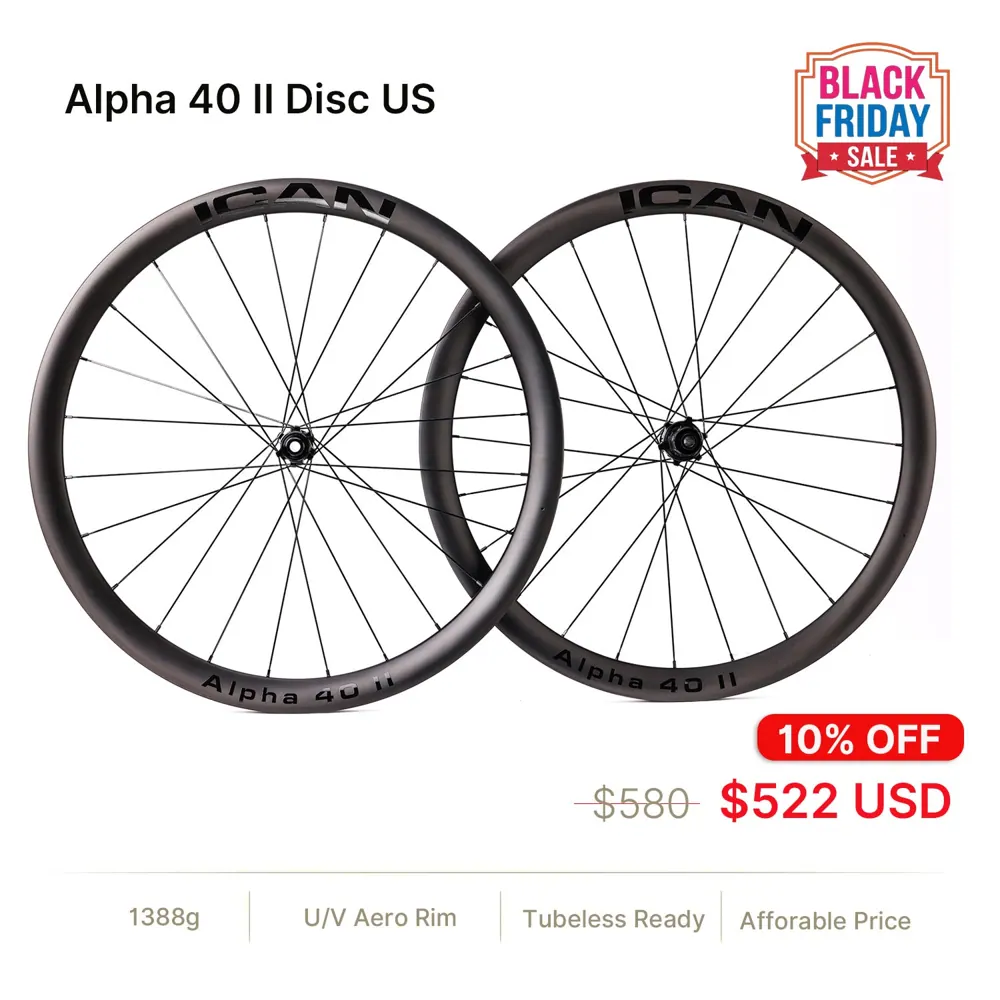 Alpha 40 II Disc US
BLACK
FRIDAY
SALE
ICAN
ICAN
Alpha 40 II
Alpha 40 II
10% OFF
$580 $522 USD
1388g
U/V Aero Rim
Tubeless Ready
Afforable Price